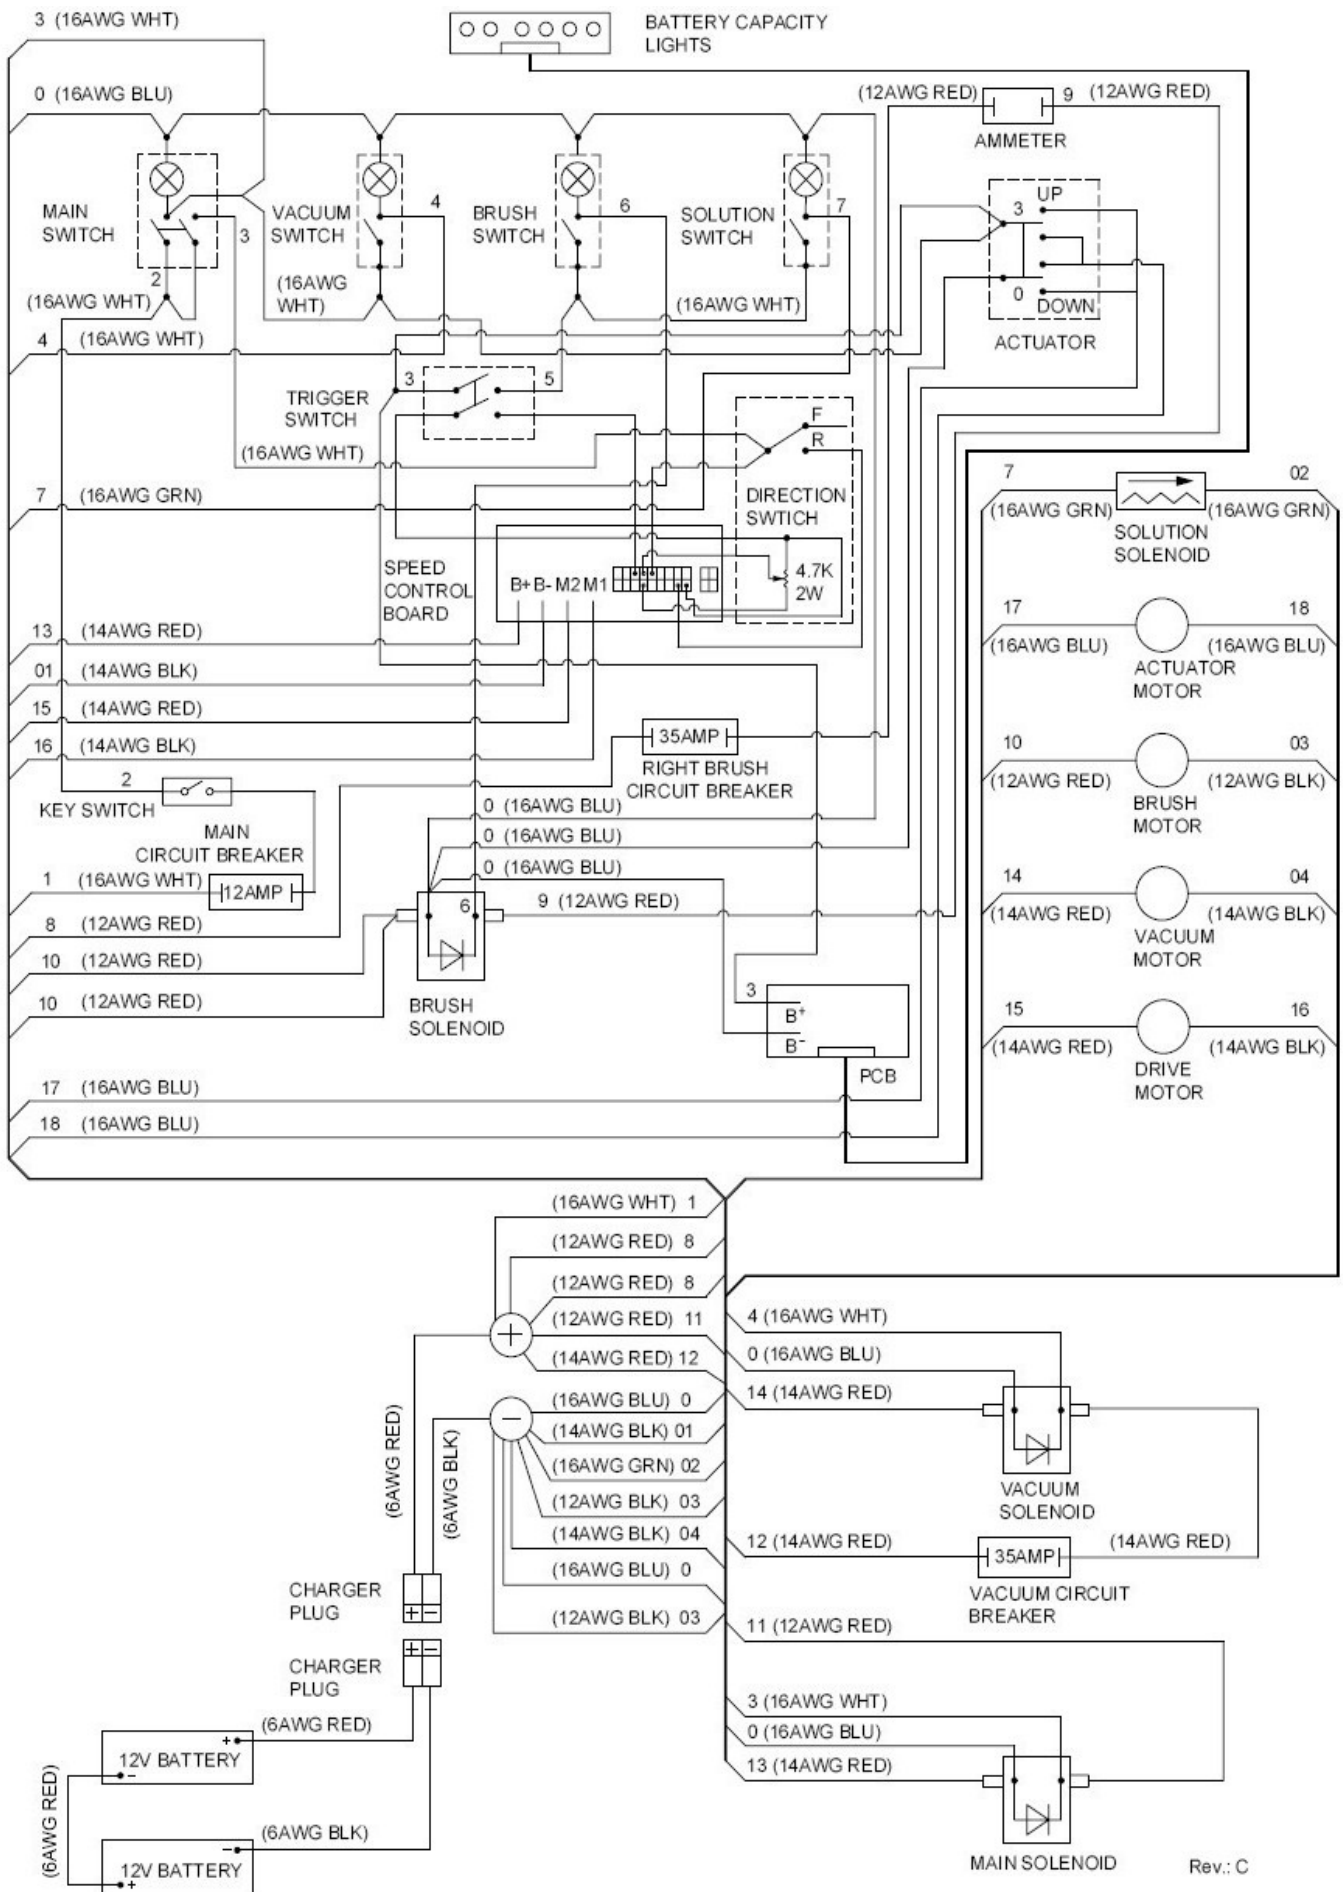 3 (16AWG WHT)
BATTERY CAPACITY
LIGHTS
0 (16AWG BLU)
(12AWG RED)
9 (12AWG RED)
AMMETER
MAIN
SWITCH
3
2
VACUUM
SWITCH
4
BRUSH
SWITCH
6
SOLUTION
SWITCH
7
UP
3
0
DOWN
ACTUATOR
(16AWG WHT)
(16AWG
WHT)
(16AWG WHT)
4 (16AWG WHT)
TRIGGER
SWITCH
3
5
(16AWG WHT)
F
R
DIRECTION
SWTICH
4.7K
2W
7 (16AWG GRN)
SPEED
CONTROL
BOARD
B+ B- M2 M1
7
(16AWG GRN)
02
(16AWG GRN)
SOLUTION
SOLENOID
13 (14AWG RED)
01 (14AWG BLK)
15 (14AWG RED)
16 (14AWG BLK)
17
(16AWG BLU)
18
(16AWG BLU)
ACTUATOR
MOTOR
35AMP
RIGHT BRUSH
CIRCUIT BREAKER
2
KEY SWITCH
MAIN
CIRCUIT BREAKER
12AMP
10
(12AWG RED)
03
(12AWG BLK)
BRUSH
MOTOR
0 (16AWG BLU)
0 (16AWG BLU)
0 (16AWG BLU)
1 (16AWG WHT)
8 (12AWG RED)
10 (12AWG RED)
10 (12AWG RED)
6
9 (12AWG RED)
BRUSH
SOLENOID
14
(14AWG RED)
04
(14AWG BLK)
VACUUM
MOTOR
3
B+
B-
PCB
15
(14AWG RED)
16
(14AWG BLK)
DRIVE
MOTOR
17 (16AWG BLU)
18 (16AWG BLU)
(16AWG WHT) 1
(12AWG RED) 8
(12AWG RED) 8
(12AWG RED) 11
(14AWG RED) 12
+
(16AWG BLU) 0
(14AWG BLK) 01
(16AWG GRN) 02
(12AWG BLK) 03
(14AWG BLK) 04
(16AWG BLU) 0
(12AWG BLK) 03
−
(6AWG RED)
(6AWG BLK)
4 (16AWG WHT)
0 (16AWG BLU)
14 (14AWG RED)
VACUUM
SOLENOID
12 (14AWG RED)
35AMP
(14AWG RED)
VACUUM CIRCUIT
BREAKER
11 (12AWG RED)
CHARGER
PLUG
+ −
+ −
CHARGER
PLUG
3 (16AWG WHT)
0 (16AWG BLU)
13 (14AWG RED)
MAIN SOLENOID
(6AWG RED)
+
12V BATTERY
-
(6AWG RED)
(6AWG BLK)
-
12V BATTERY
+
Rev.: C